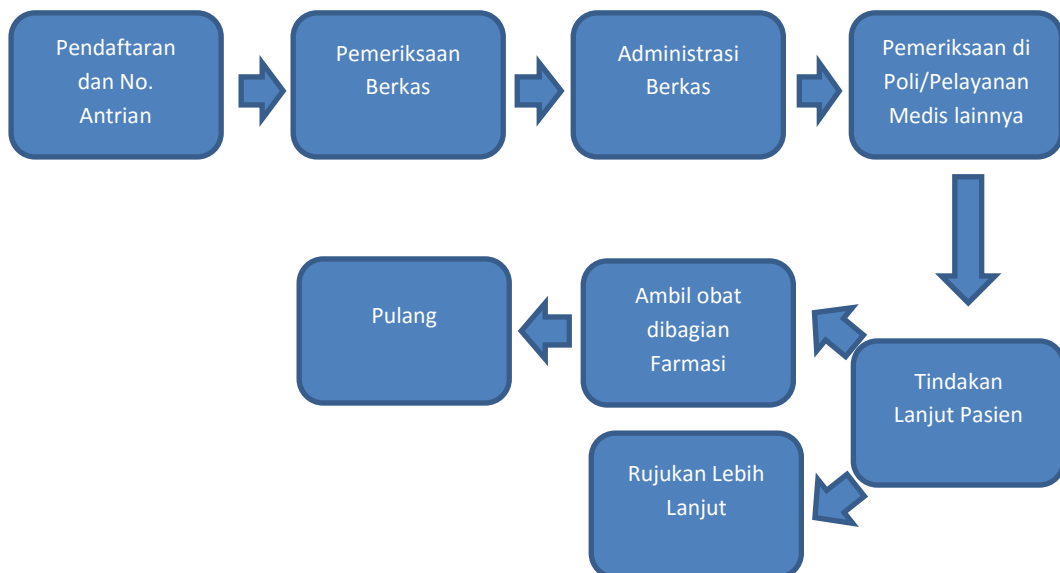 Pendaftaran
dan No.
Antrian
Pemeriksaan
Berkas
Administrasi
Berkas
Pemeriksaan di
Poli/Pelayanan
Medis lainnya
Tindakan
Lanjut Pasien
Ambil obat
dibagian
Farmasi
Pulang
Rujukan Lebih
Lanjut